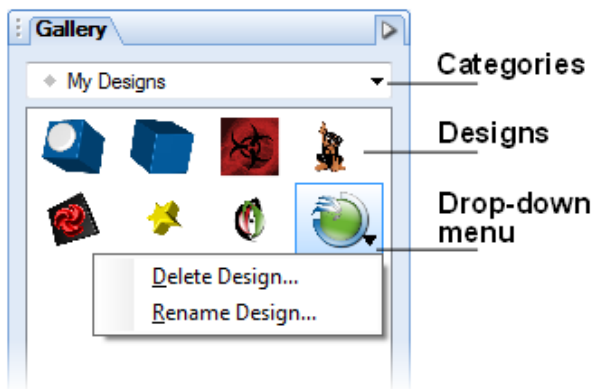 Gallery
Categories
My Designs
Designs
Drop-down
menu
Delete Design...
Rename Design...